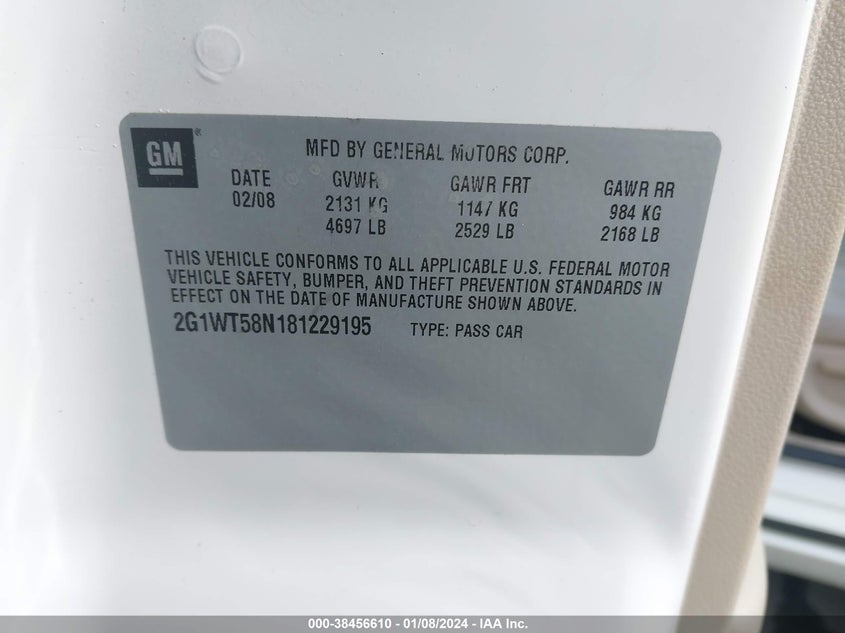 GM®
MFD BY GENERAL MOTORS CORP.
DATE GVWR GAWR FRT GAWR RR
02/08 2131 KG 1147 KG 984 KG
4697 LB 2529 LB 2168 LB
THIS VEHICLE CONFORMS TO ALL APPLICABLE U.S. FEDERAL MOTOR
VEHICLE SAFETY, BUMPER, AND THEFT PREVENTION STANDARDS IN
EFFECT ON THE DATE OF MANUFACTURE SHOWN ABOVE.
2G1WT58N181229195 TYPE: PASS CAR
000-38456610 - 01/08/2024 - IAA Inc.